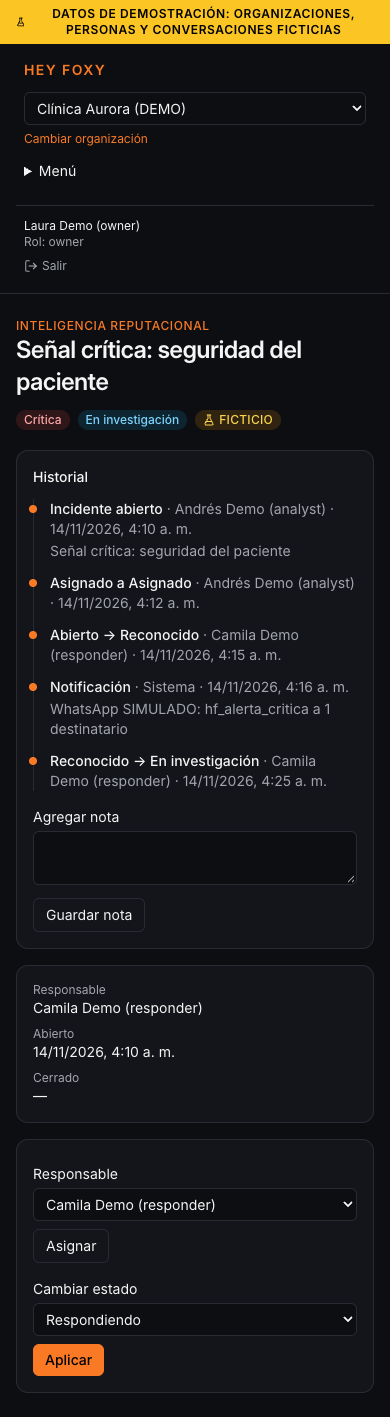 DATOS DE DEMOSTRACIÓN: ORGANIZACIONES,
PERSONAS Y CONVERSACIONES FICTICIAS
HEY FOXY
Clínica Aurora (DEMO)
Cambiar organización
Menú
Laura Demo (owner)
Rol: owner
Salir
INTELIGENCIA REPUTACIONAL
Señal crítica: seguridad del
paciente
Crítica
En investigación
FICTICIO
Historial
Incidente abierto · Andrés Demo (analyst) ·
14/11/2026, 4:10 a. m.
Señal crítica: seguridad del paciente
Asignado a Asignado · Andrés Demo (analyst)
· 14/11/2026, 4:12 a. m.
Abierto → Reconocido · Camila Demo
(responder) · 14/11/2026, 4:15 a. m.
Notificación · Sistema · 14/11/2026, 4:16 a. m.
WhatsApp SIMULADO: hf_alerta_critica a 1
destinatario
Reconocido → En investigación · Camila
Demo (responder) · 14/11/2026, 4:25 a. m.
Agregar nota
Guardar nota
Responsable
Camila Demo (responder)
Abierto
14/11/2026, 4:10 a. m.
Cerrado
—
Responsable
Camila Demo (responder)
Asignar
Cambiar estado
Respondiendo
Aplicar